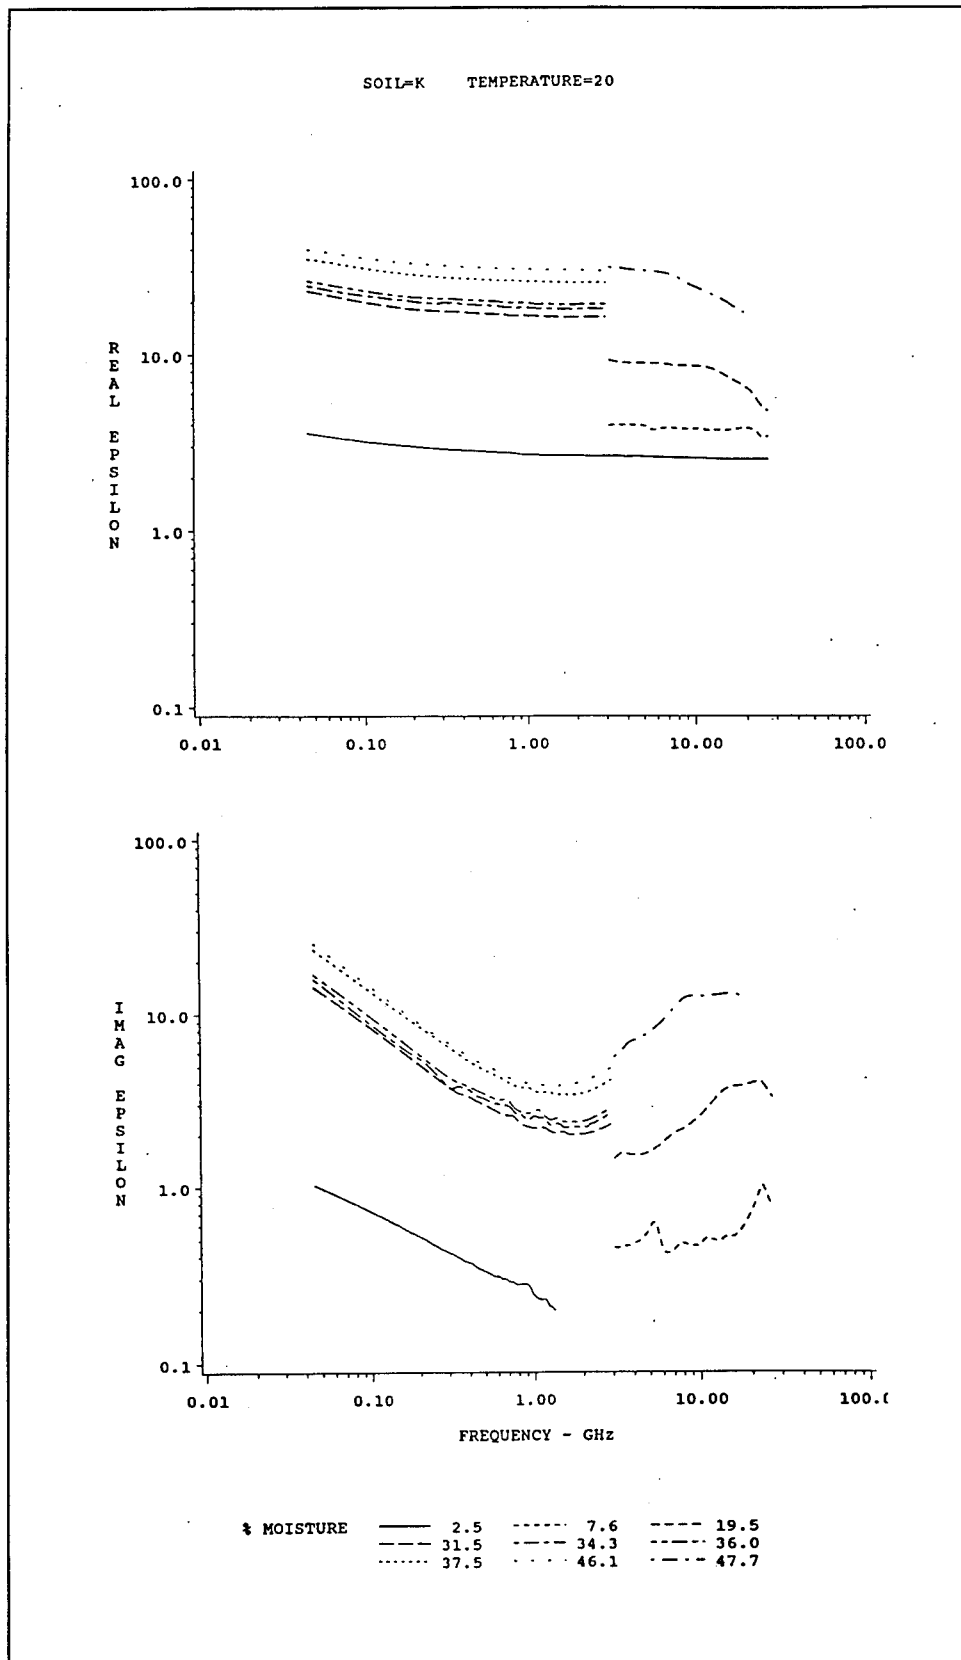 SOIL=K TEMPERATURE=20
100.0
10.0
1.0
0.1
REAL EPSILON
0.01 0.10 1.00 10.00 100.0
100.0
10.0
1.0
0.1
IMAG EPSILON
0.01 0.10 1.00 10.00 100.(
FREQUENCY - GHz
% MOISTURE 2.5 7.6 19.5
31.5 34.3 36.0
37.5 46.1 47.7